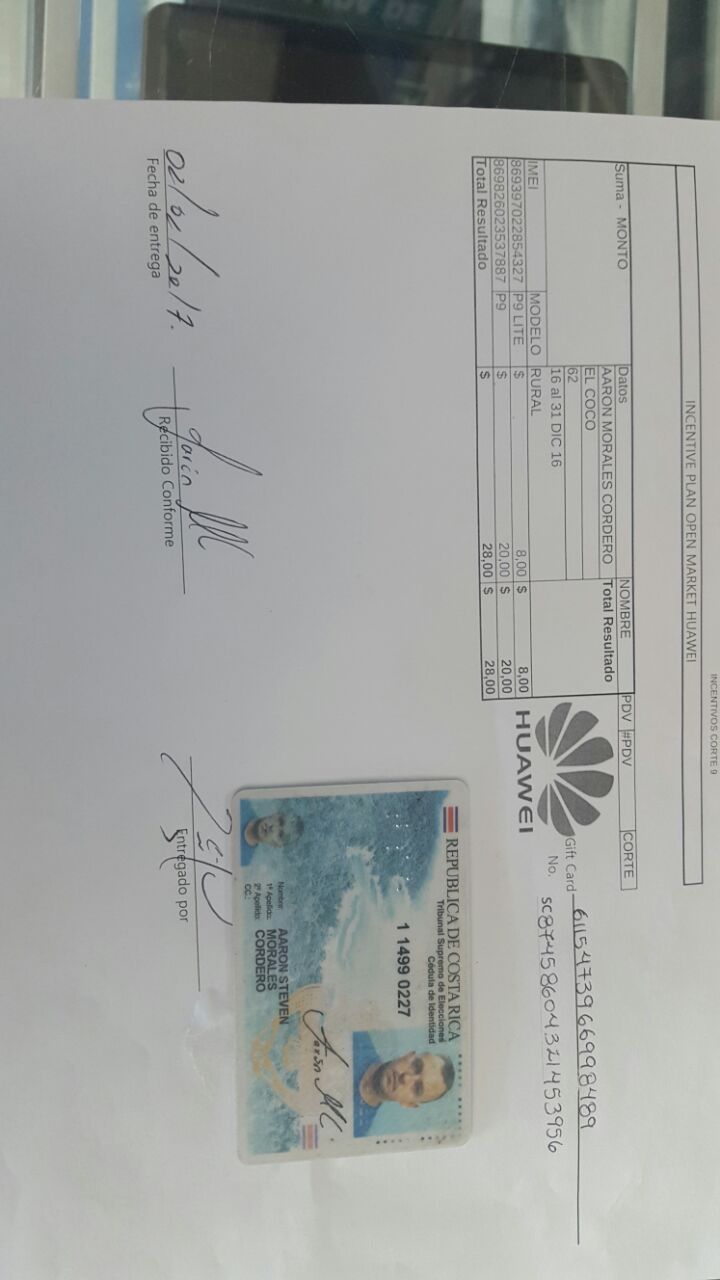 INCENTIVOS CORTE 9
INCENTIVE PLAN OPEN MARKET HUAWEI
NOMBRE PDV #PDV CORTE
Suma - MONTO Datos
AARON MORALES CORDERO Total Resultado
EL COCO
62
16 al 31 DIC 16
IMEI MODELO RURAL
869397022854327 P9 LITE $ 8,00 $ 8,00
869826023537887 P9 $ 20,00 $ 20,00
Total Resultado $ 28,00 $ 28,00
HUAWEI
Gift Card 6115473966998489
No. SC87458604321453956
REPUBLICA DE COSTA RICA
Tribunal Supremo de Elecciones
Cédula de Identidad
1 1499 0227
Nombre: AARON STEVEN
1º Apellido: MORALES
2º Apellido: CORDERO
CC:
02/02/2017.
Fecha de entrega
Recibido Conforme
Entregado por